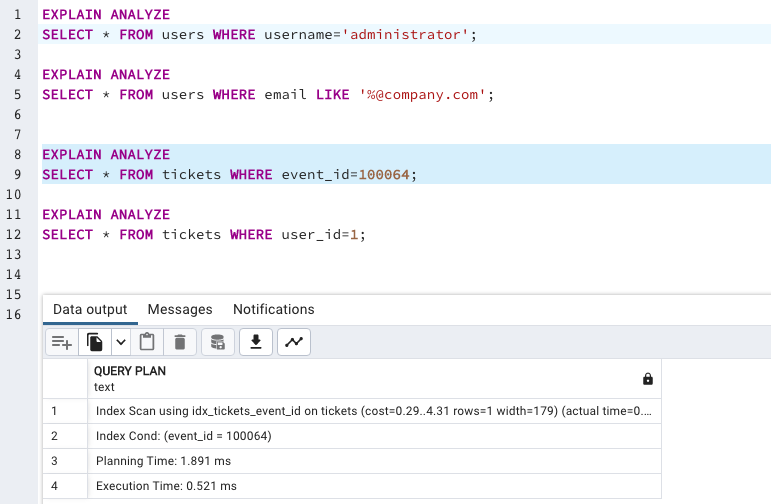 1 EXPLAIN ANALYZE
2 SELECT * FROM users WHERE username='administrator';
3
4 EXPLAIN ANALYZE
5 SELECT * FROM users WHERE email LIKE '%@company.com';
6
7
8 EXPLAIN ANALYZE
9 SELECT * FROM tickets WHERE event_id=100064;
10
11 EXPLAIN ANALYZE
12 SELECT * FROM tickets WHERE user_id=1;
13
14
15
16
Data output Messages Notifications
QUERY PLAN
text
1 Index Scan using idx_tickets_event_id on tickets (cost=0.29..4.31 rows=1 width=179) (actual time=0....
2 Index Cond: (event_id = 100064)
3 Planning Time: 1.891 ms
4 Execution Time: 0.521 ms